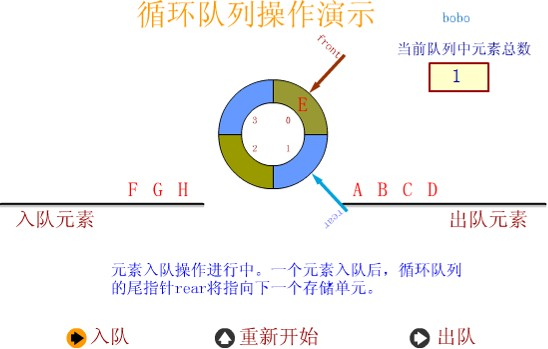 循环队列操作演示
bobo
front
当前队列中元素总数
1
E
3 0
2 1
F G H
A B C D
rear
入队元素
出队元素
元素入队操作进行中。一个元素入队后，循环队列
的尾指针rear将指向下一个存储单元。
入队
重新开始
出队